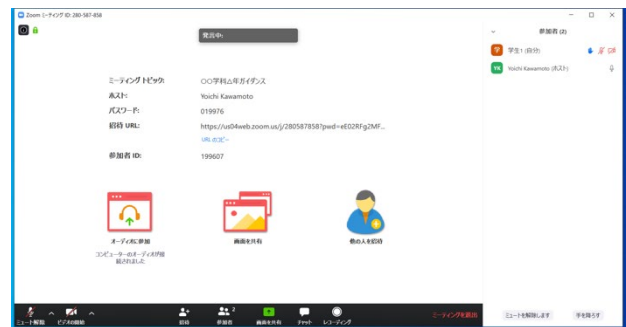 Zoom ミーティング ID: 280-587-858
発言中:
ミーティング トピック: 〇〇学科△年ガイダンス
ホスト: Yoichi Kawamoto
パスワード: 019976
招待 URL: https://us04web.zoom.us/j/280587858?pwd=eE02RFg2MF...
URL のコピー
参加者 ID: 199607
オーディオに参加
コンピューターのオーディオが接
続されました
画面を共有
他の人を招待
ミュート解除
ビデオの開始
招待
2
参加者
画面を共有
チャット
レコーディング
ミーティングを退出
参加者 (2)
学 学生1 (自分)
YK Yoichi Kawamoto (ホスト)
ミュートを解除します
手を降ろす